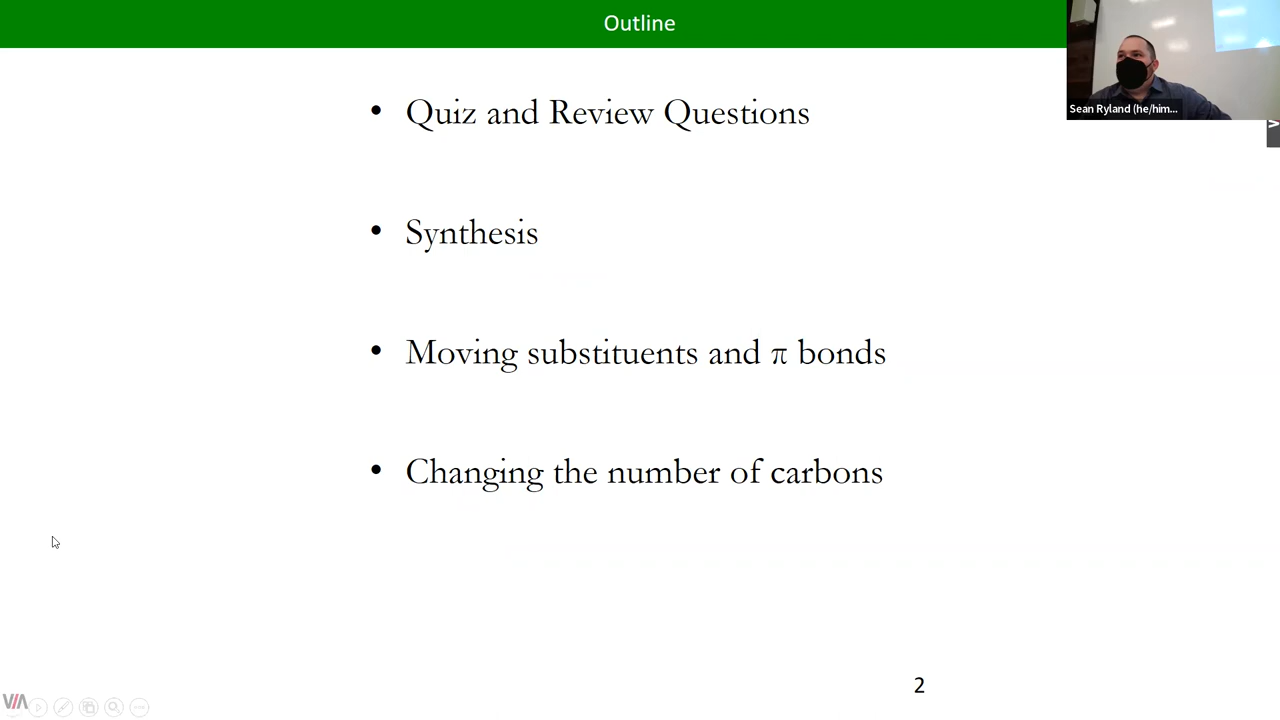 Outline
Sean Ryland (he/him...
• Quiz and Review Questions
• Synthesis
• Moving substituents and π bonds
• Changing the number of carbons
2
VIA